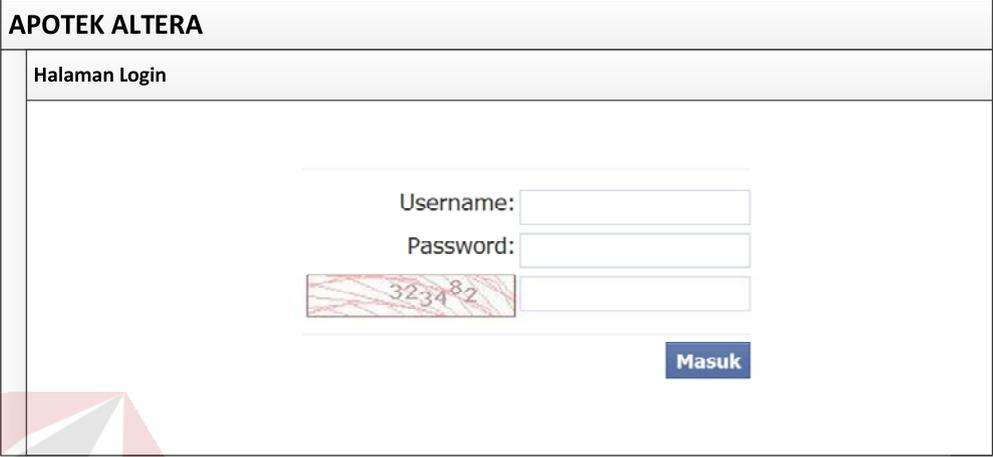 APOTEK ALTERA
Halaman Login
Username:
Password:
323482
Masuk